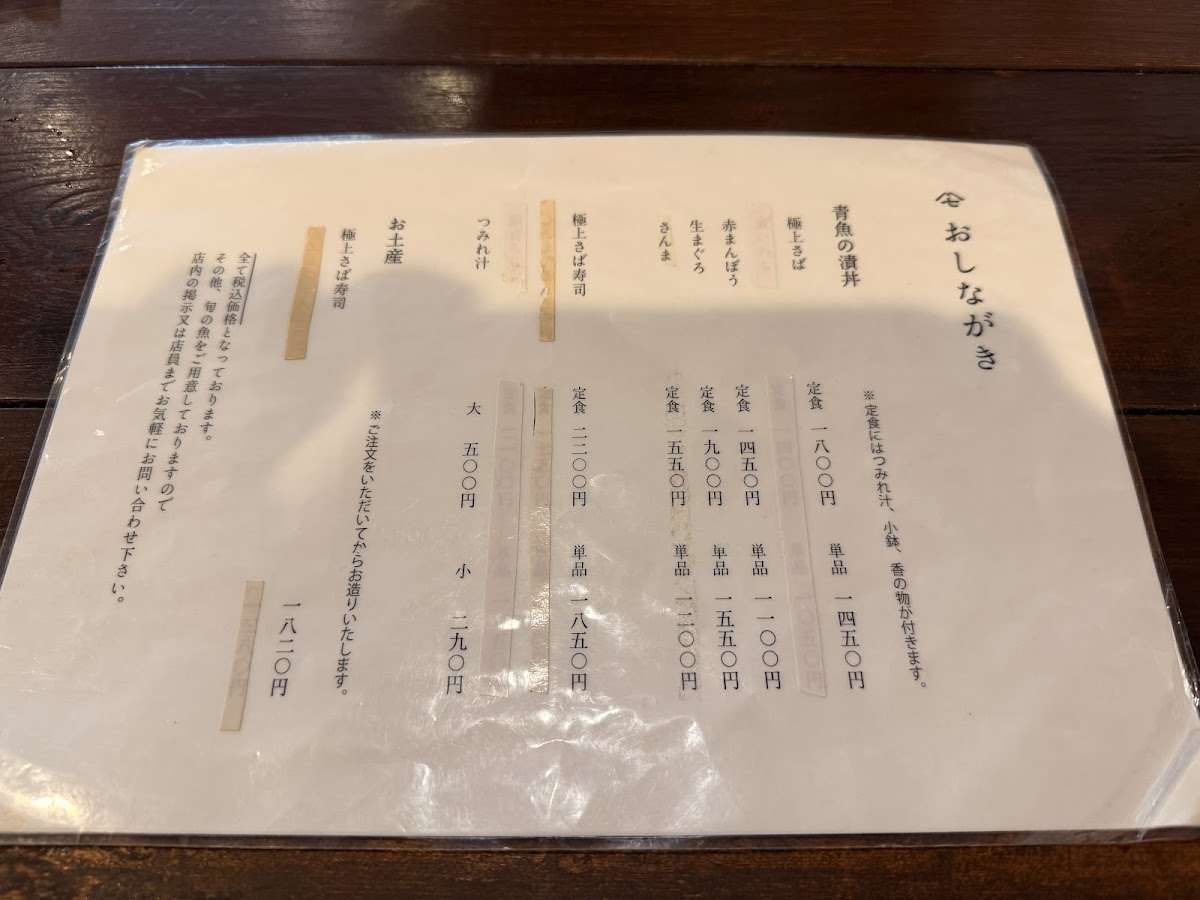 おしながき
※定食にはつみれ汁、小鉢、香の物が付きます。
青魚の漬丼
極上さば 定食 一八〇〇円 単品 一四五〇円
赤まんぼう 定食 一四五〇円 単品 一一〇〇円
生まぐろ 定食 一九〇〇円 単品 一五五〇円
さんま 定食 一五五〇円 単品 一二〇〇円
極上さば寿司 定食 二二〇〇円 単品 一八五〇円
つみれ汁 大 五〇〇円 小 二九〇円
お土産
※ご注文をいただいてからお造りいたします。
極上さば寿司 一八二〇円
全て税込価格となっております。
その他、旬の魚をご用意しておりますので
店内の掲示又は店員までお気軽にお問い合わせ下さい。